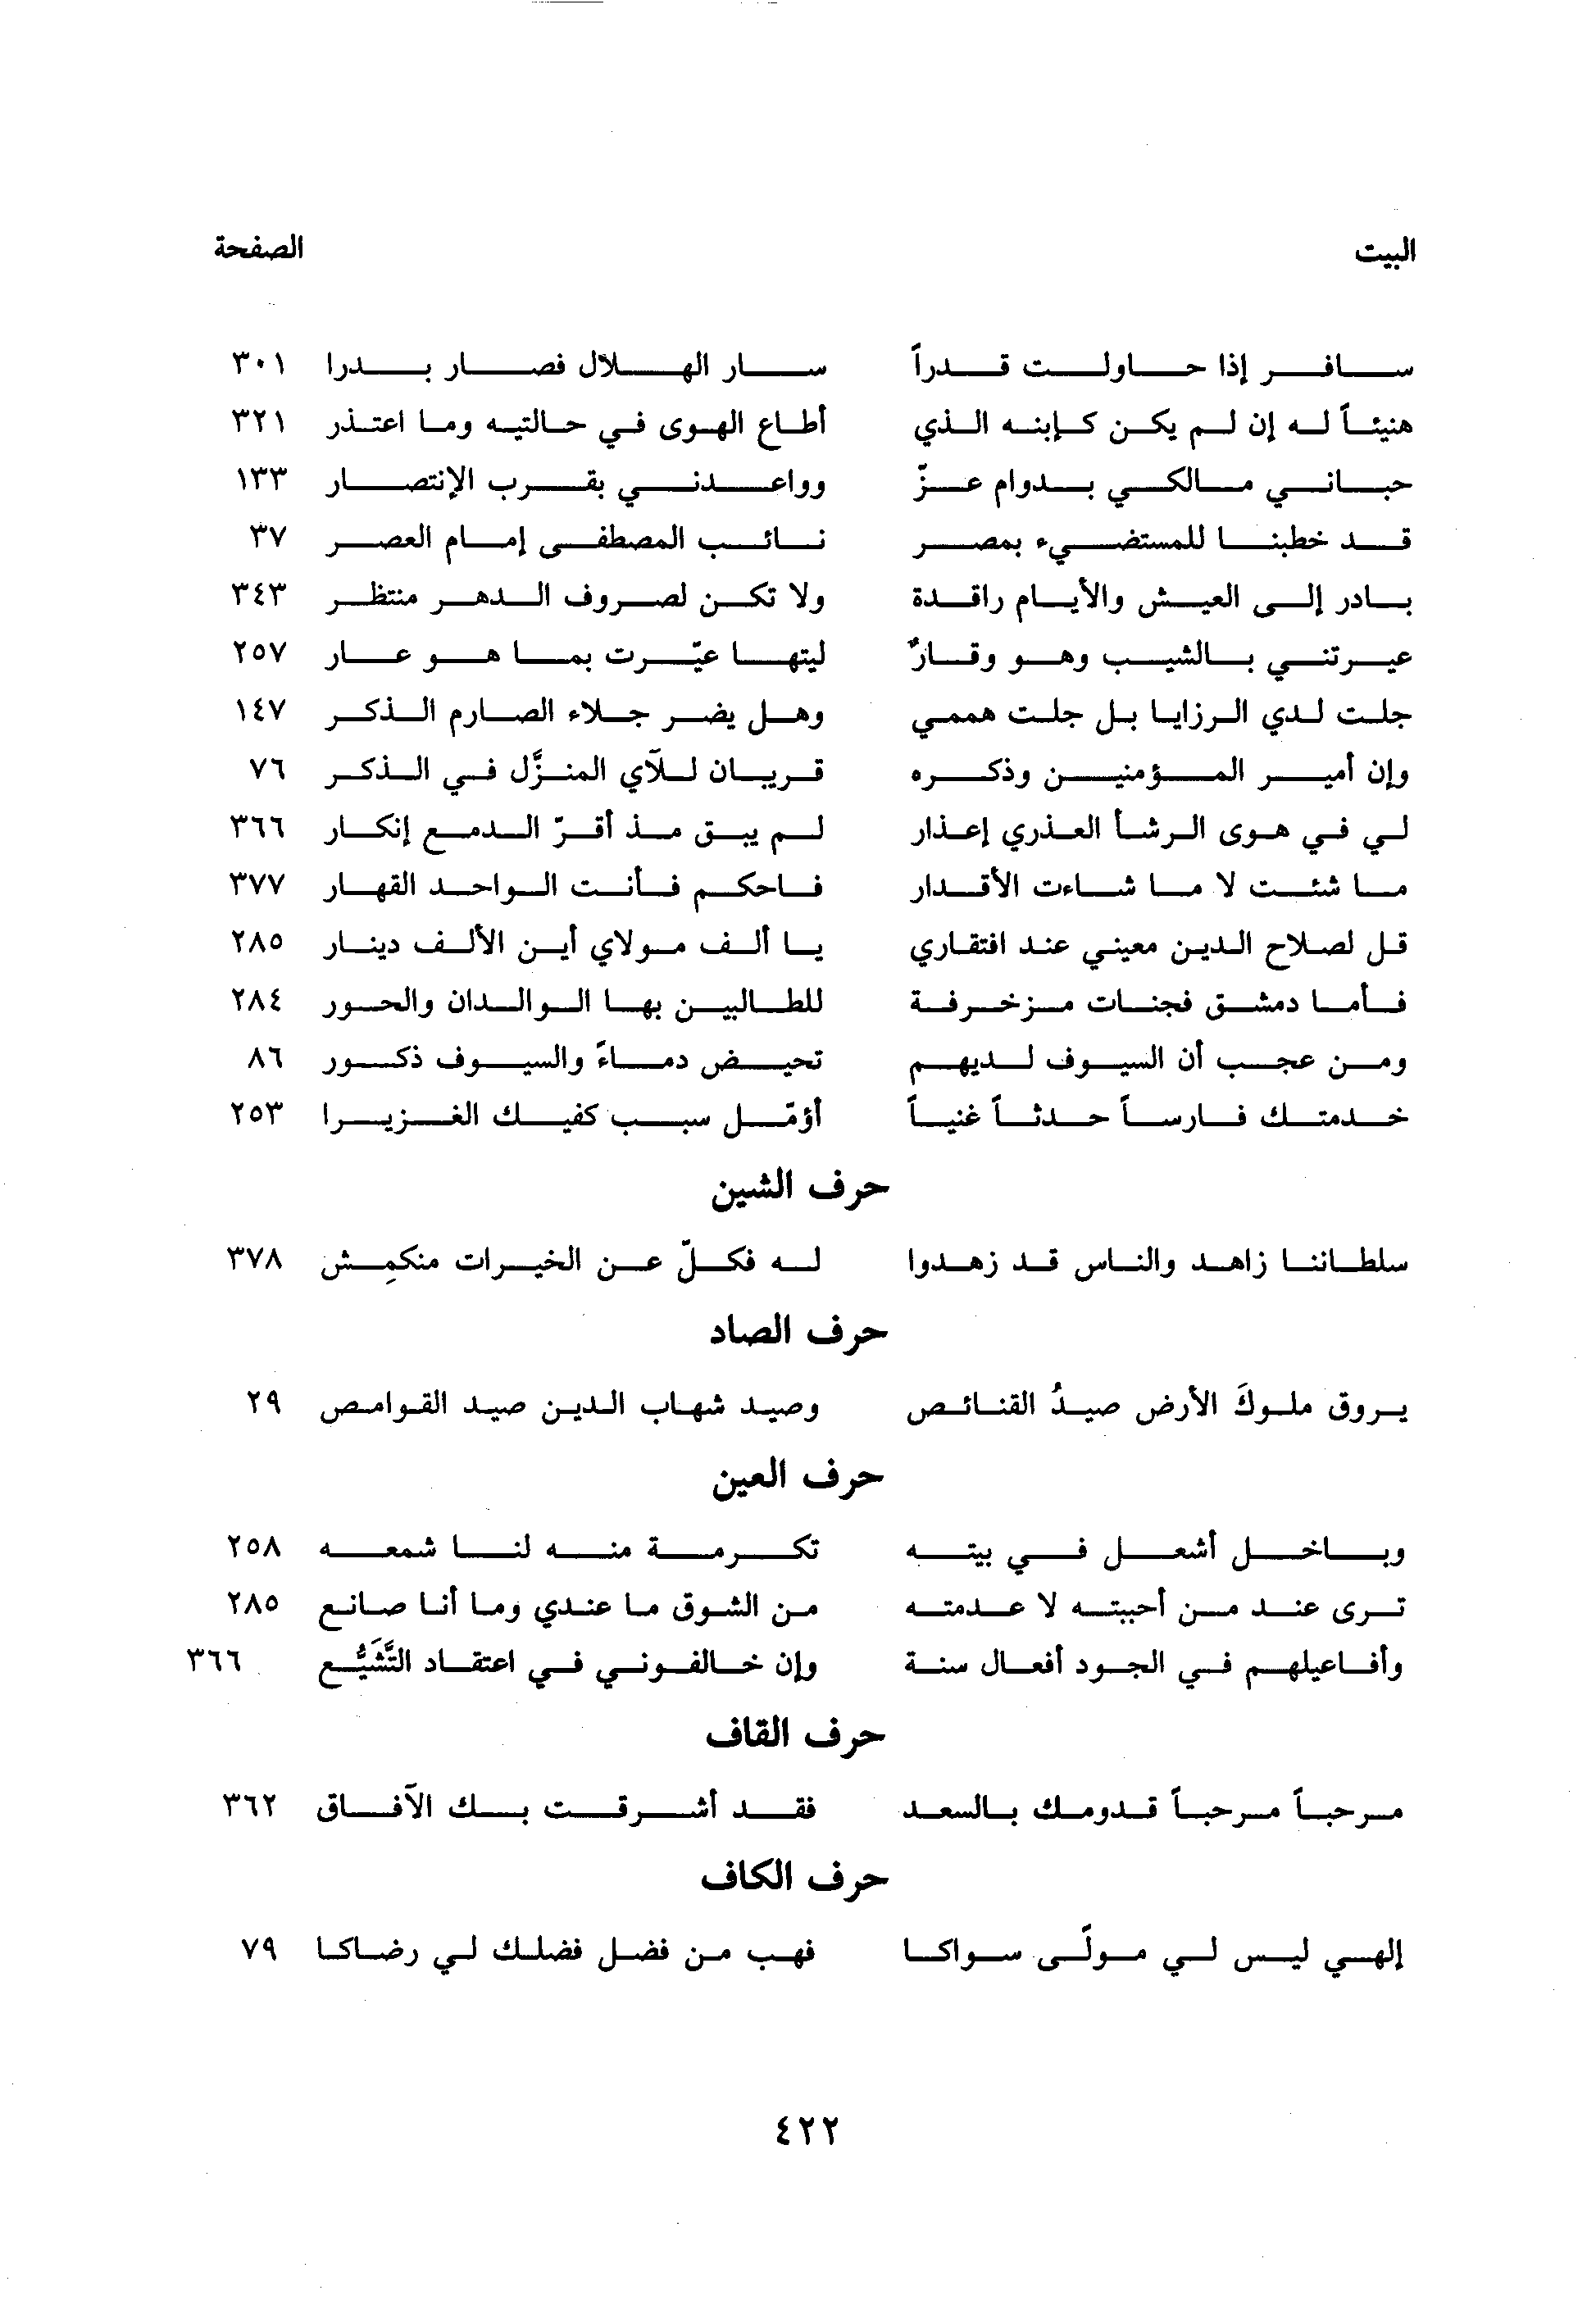 البيت الصفحة
سافر إذا حاولت قدراً سار الهلال فصار بدرا ٣٠١
هنيئاً له إن لم يكن كإبنه الذي أطاع الهوى في حالتيه وما اعتذر ٣٢١
حباني مالكي بدوام عزّ وواعدني بقرب الإنتصار ١٣٣
قد خطبنا للمستضيء بمصر نائب المصطفى إمام العصر ٣٧
بادر إلى العيش والأيام راقدة ولا تكن لصروف الدهر منتظر ٣٤٣
عيرتني بالشيب وهو وقارٌ ليتها عيّرت بما هو عار ٢٥٧
جلت لدي الرزايا بل جلت هممي وهل يضر جلاء الصارم الذكر ١٤٧
وإن أمير المؤمنين وذكره قريان للآي المنزَّل في الذكر ٧٦
لي في هوى الرشأ العذري إعذار لم يبق مذ أقرّ الدمع إنكار ٣٦٦
ما شئت لا ما شاءت الأقدار فاحكم فأنت الواحد القهار ٣٧٧
قل لصلاح الدين معيني عند افتقاري يا ألف مولاي أين الألف دينار ٢٨٥
فأما دمشق فجنات مزخرفة للطالبين بها الوالدان والحور ٢٨٤
ومن عجب أن السيوف لديهم تحيض دماءً والسيوف ذكور ٨٦
خدمتك فارساً حدثاً غنياً أؤمّل سبب كفيك الغزيرا ٢٥٣
حرف الشين
سلطاننا زاهد والناس قد زهدوا له فكلّ عن الخيرات منكمِش ٣٧٨
حرف الصاد
يروق ملوكَ الأرض صيدُ القنائص وصيد شهاب الدين صيد القوامص ٢٩
حرف العين
وباخل أشعل في بيته تكرمة منه لنا شمعه ٢٥٨
ترى عند من أحببته لا عدمته من الشوق ما عندي وما أنا صانع ٢٨٥
وأفاعيلهم في الجود أفعال سنة وإن خالفوني في اعتقاد التَّشَيُّع ٣٦٦
حرف القاف
مرحباً مرحباً قدومك بالسعد فقد أشرقت بك الآفاق ٣٦٢
حرف الكاف
إلهي ليس لي مولّى سواكا فهب من فضل فضلك لي رضاكا ٧٩
٤٢٢